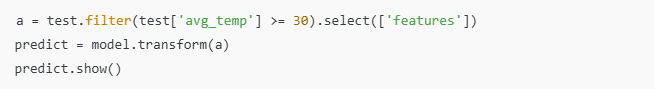 a = test.filter(test['avg_temp'] >= 30).select(['features'])
predict = model.transform(a)
predict.show()